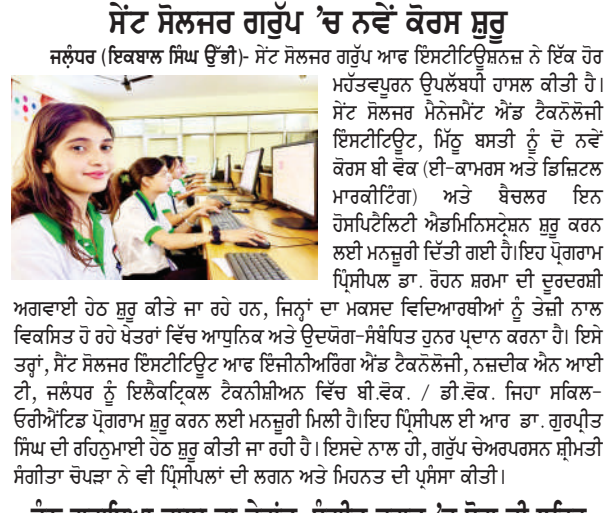 ਸੇਂਟ ਸੋਲਜਰ ਗਰੁੱਪ ’ਚ ਨਵੇਂ ਕੋਰਸ ਸ਼ੁਰੂ
ਜਲੰਧਰ (ਇਕਬਾਲ ਸਿੰਘ ਉੱਭੀ)- ਸੇਂਟ ਸੋਲਜਰ ਗਰੁੱਪ ਆਫ ਇੰਸਟੀਟਿਊਸ਼ਨਜ਼ ਨੇ ਇੱਕ ਹੋਰ
ਮਹੱਤਵਪੂਰਨ ਉਪਲੱਬਧੀ ਹਾਸਲ ਕੀਤੀ ਹੈ।
ਸੇਂਟ ਸੋਲਜਰ ਮੈਨੇਜਮੈਂਟ ਐਂਡ ਟੈਕਨੋਲੋਜੀ
ਇੰਸਟੀਟਿਊਟ, ਮਿੱਠੂ ਬਸਤੀ ਨੂੰ ਦੋ ਨਵੇਂ
ਕੋਰਸ ਬੀ ਵੋਕ (ਈ-ਕਾਮਰਸ ਅਤੇ ਡਿਜ਼ਿਟਲ
ਮਾਰਕੀਟਿੰਗ) ਅਤੇ ਬੈਚਲਰ ਇਨ
ਹੋਸਪਿਟੈਲਿਟੀ ਐਡਮਿਨਿਸਟ੍ਰੇਸ਼ਨ ਸ਼ੁਰੂ ਕਰਨ
ਲਈ ਮਨਜ਼ੂਰੀ ਦਿੱਤੀ ਗਈ ਹੈ।ਇਹ ਪ੍ਰੋਗਰਾਮ
ਪ੍ਰਿੰਸੀਪਲ ਡਾ. ਰੋਹਨ ਸ਼ਰਮਾ ਦੀ ਦੂਰਦਰਸ਼ੀ
ਅਗਵਾਈ ਹੇਠ ਸ਼ੁਰੂ ਕੀਤੇ ਜਾ ਰਹੇ ਹਨ, ਜਿਨ੍ਹਾਂ ਦਾ ਮਕਸਦ ਵਿਦਿਆਰਥੀਆਂ ਨੂੰ ਤੇਜ਼ੀ ਨਾਲ
ਵਿਕਸਿਤ ਹੋ ਰਹੇ ਖੇਤਰਾਂ ਵਿੱਚ ਆਧੁਨਿਕ ਅਤੇ ਉਦਯੋਗ-ਸੰਬੰਧਿਤ ਹੁਨਰ ਪ੍ਰਦਾਨ ਕਰਨਾ ਹੈ। ਇਸੇ
ਤਰ੍ਹਾਂ, ਸੈਂਟ ਸੋਲਜਰ ਇੰਸਟੀਟਿਊਟ ਆਫ ਇੰਜੀਨੀਅਰਿੰਗ ਐਂਡ ਟੈਕਨੋਲੋਜੀ, ਨਜ਼ਦੀਕ ਐਨ ਆਈ
ਟੀ, ਜਲੰਧਰ ਨੂੰ ਇਲੈਕਟ੍ਰਿਕਲ ਟੈਕਨੀਸ਼ੀਅਨ ਵਿੱਚ ਬੀ.ਵੋਕ. / ਡੀ.ਵੋਕ. ਜਿਹਾ ਸਕਿਲ-
ਓਰੀਐਂਟਿਡ ਪ੍ਰੋਗਰਾਮ ਸ਼ੁਰੂ ਕਰਨ ਲਈ ਮਨਜ਼ੂਰੀ ਮਿਲੀ ਹੈ।ਇਹ ਪ੍ਰਿੰਸੀਪਲ ਈ ਆਰ ਡਾ. ਗੁਰਪ੍ਰੀਤ
ਸਿੰਘ ਦੀ ਰਹਿਨੁਮਾਈ ਹੇਠ ਸ਼ੁਰੂ ਕੀਤੀ ਜਾ ਰਹੀ ਹੈ। ਇਸਦੇ ਨਾਲ ਹੀ, ਗਰੁੱਪ ਚੇਅਰਪਰਸਨ ਸ਼੍ਰੀਮਤੀ
ਸੰਗੀਤਾ ਚੋਪੜਾ ਨੇ ਵੀ ਪ੍ਰਿੰਸੀਪਲਾਂ ਦੀ ਲਗਨ ਅਤੇ ਮਿਹਨਤ ਦੀ ਪ੍ਰਸੰਸਾ ਕੀਤੀ।